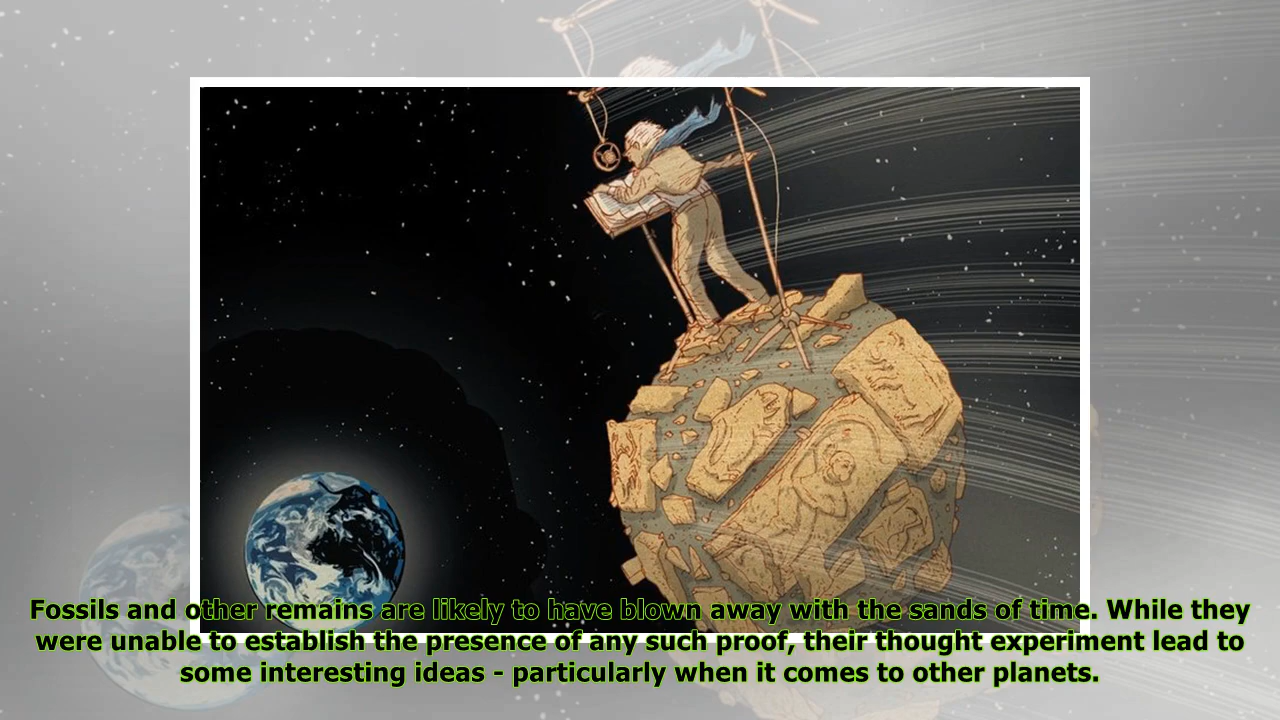 Fossils and other remains are likely to have blown away with the sands of time. While they
were unable to establish the presence of any such proof, their thought experiment lead to
some interesting ideas - particularly when it comes to other planets.